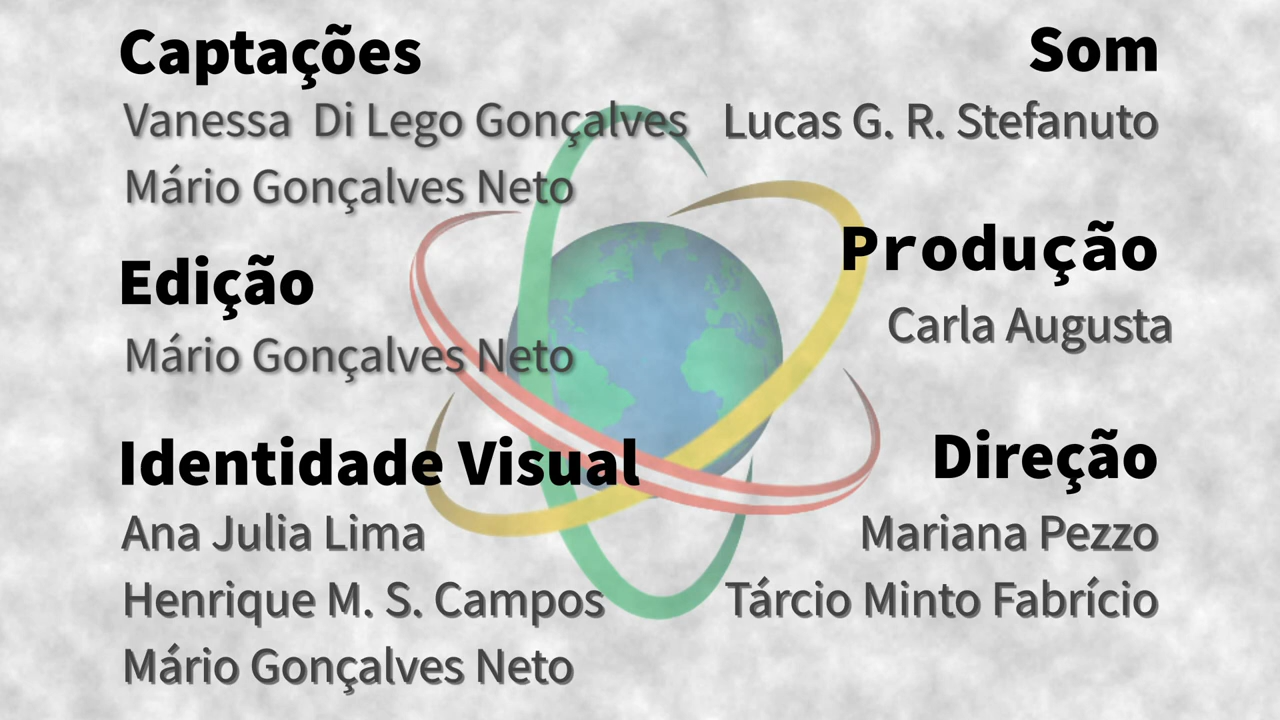 Captações
Vanessa Di Lego Gonçalves
Mário Gonçalves Neto
Edição
Mário Gonçalves Neto
Identidade Visual
Ana Julia Lima
Henrique M. S. Campos
Mário Gonçalves Neto
Som
Lucas G. R. Stefanuto
Produção
Carla Augusta
Direção
Mariana Pezzo
Tárcio Minto Fabrício